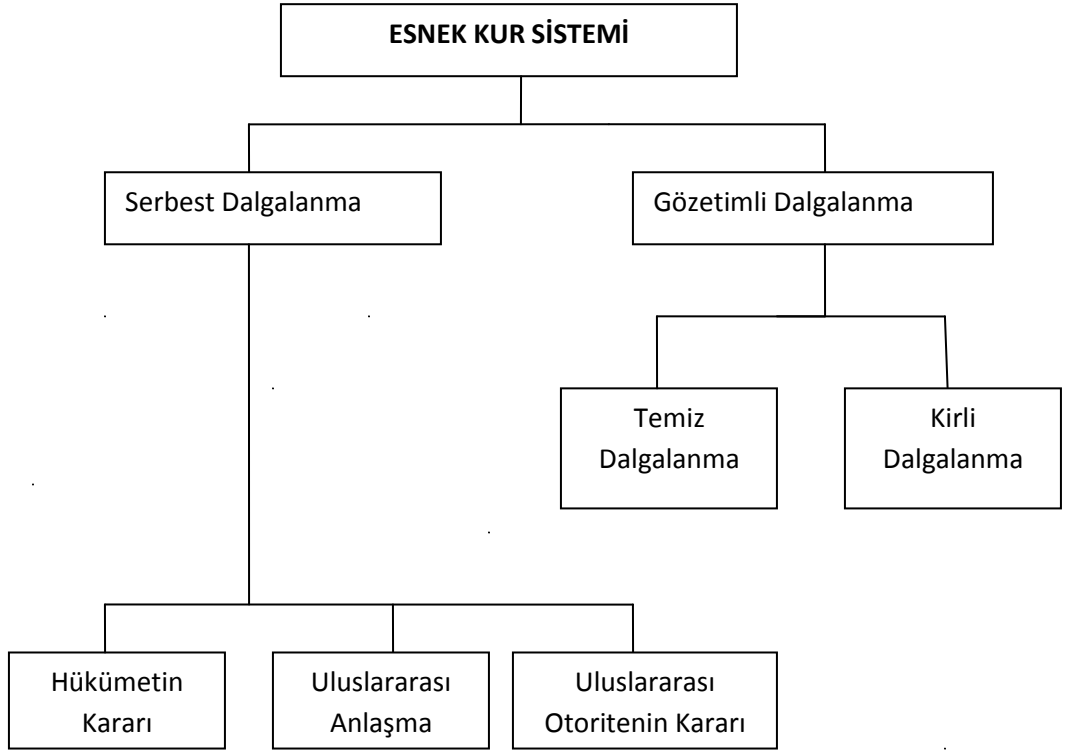 ESNEK KUR SİSTEMİ
Serbest Dalgalanma
Gözetimli Dalgalanma
Temiz
Dalgalanma
Kirli
Dalgalanma
Hükümetin
Kararı
Uluslararası
Anlaşma
Uluslararası
Otoritenin Kararı